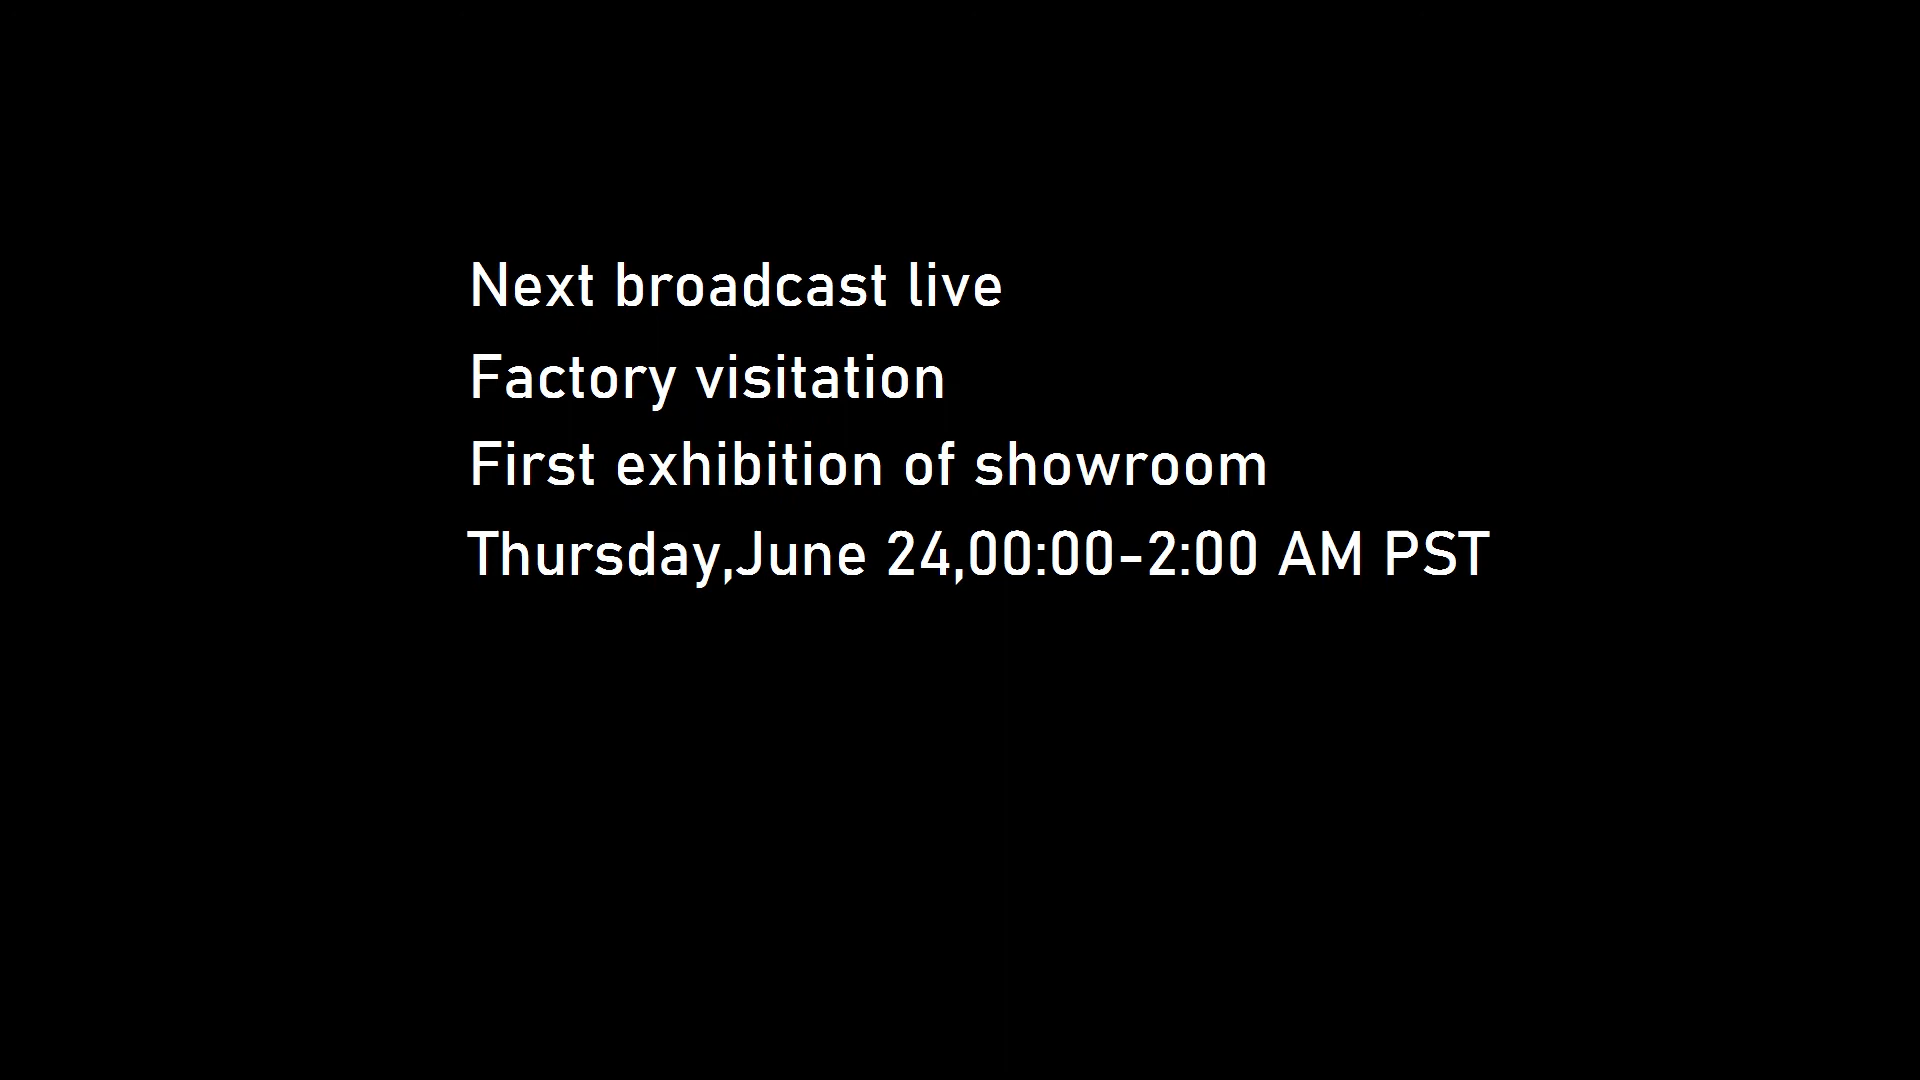 Next broadcast live
Factory visitation
First exhibition of showroom
Thursday,June 24,00:00-2:00 AM PST